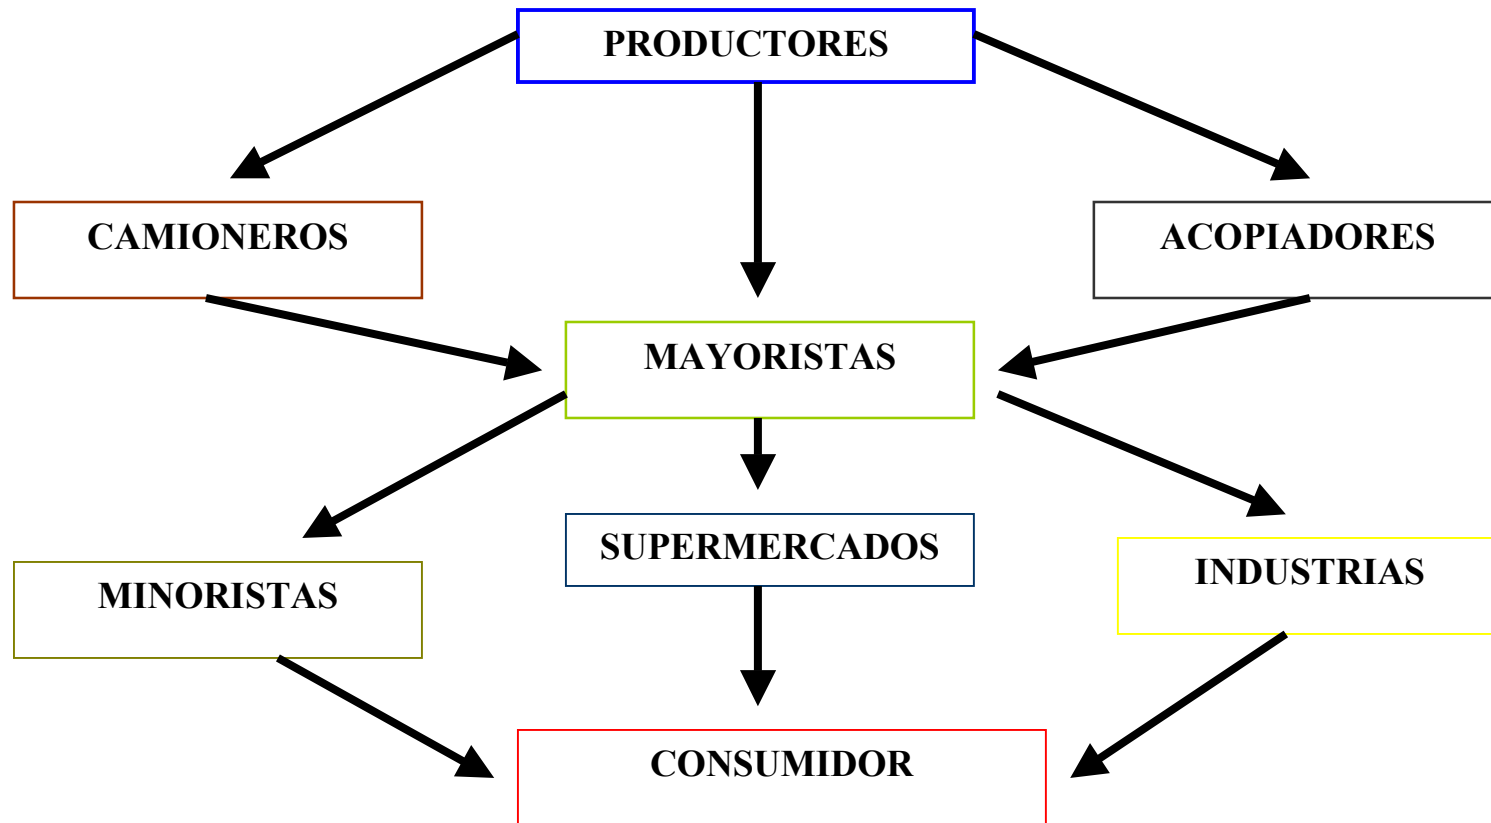 PRODUCTORES
CAMIONEROS
ACOPIADORES
MAYORISTAS
SUPERMERCADOS
INDUSTRIAS
MINORISTAS
CONSUMIDOR